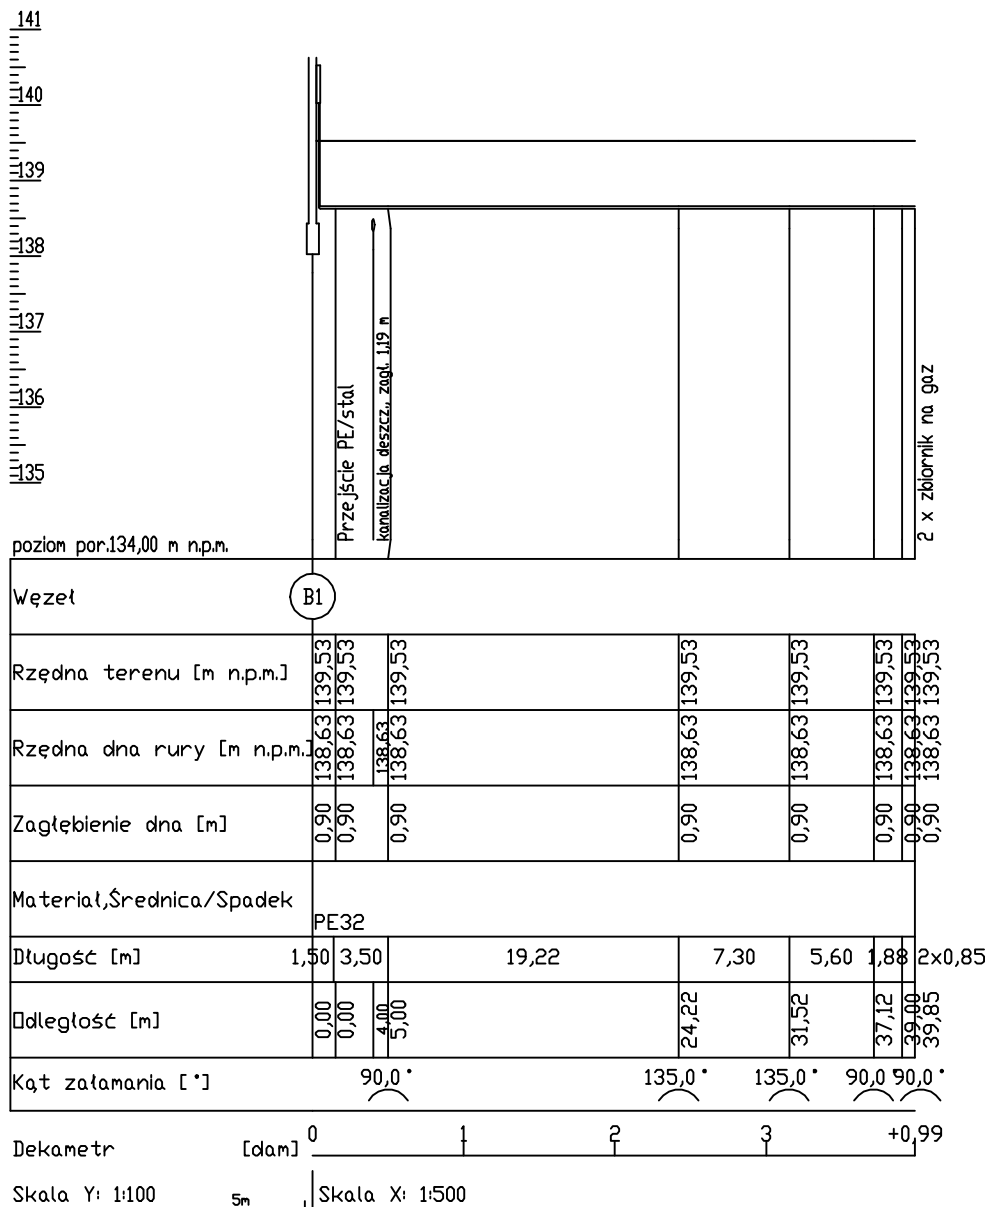 141
140
139
138
137
136
135
Przejście PE/stal
kanalizacja deszcz., zagł. 1,19 m
2 x zbiornik na gaz
poziom por.134,00 m n.p.m.
Węzeł B1
Rzędna terenu [m n.p.m.] 139,53 139,53 139,53 139,53 139,53 139,53 139,53 139,53
Rzędna dna rury [m n.p.m.] 138,63 138,63 138,63 138,63 138,63 138,63 138,63 138,63 138,63
Zagłębienie dna [m] 0,90 0,90 0,90 0,90 0,90 0,90 0,90 0,90
Materiał,Średnica/Spadek
PE32
Długość [m] 1,50 3,50 19,22 7,30 5,60 1,88 2x0,85
Odległość [m] 0,00 0,00 4,00 5,00 24,22 31,52 37,12 39,00 39,85
Kąt załamania [°] 90,0° 135,0° 135,0° 90,0° 90,0°
Dekametr [dam] 0 1 2 3 +0,99
Skala Y: 1:100 5m Skala X: 1:500